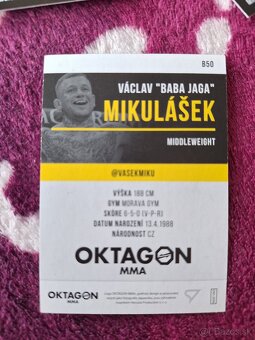 B50
VÁCLAV "BABA JAGA"
MIKULÁŠEK
MIDDLEWEIGHT
@VASEKMIKU
VÝŠKA 188 CM
GYM MORAVA GYM
SKÓRE 6-5-0 (V-P-R)
DATUM NAROZENÍ 13.4.1988
NÁRODNOST CZ
OKTAGON
MMA
OKTAGON
MMA